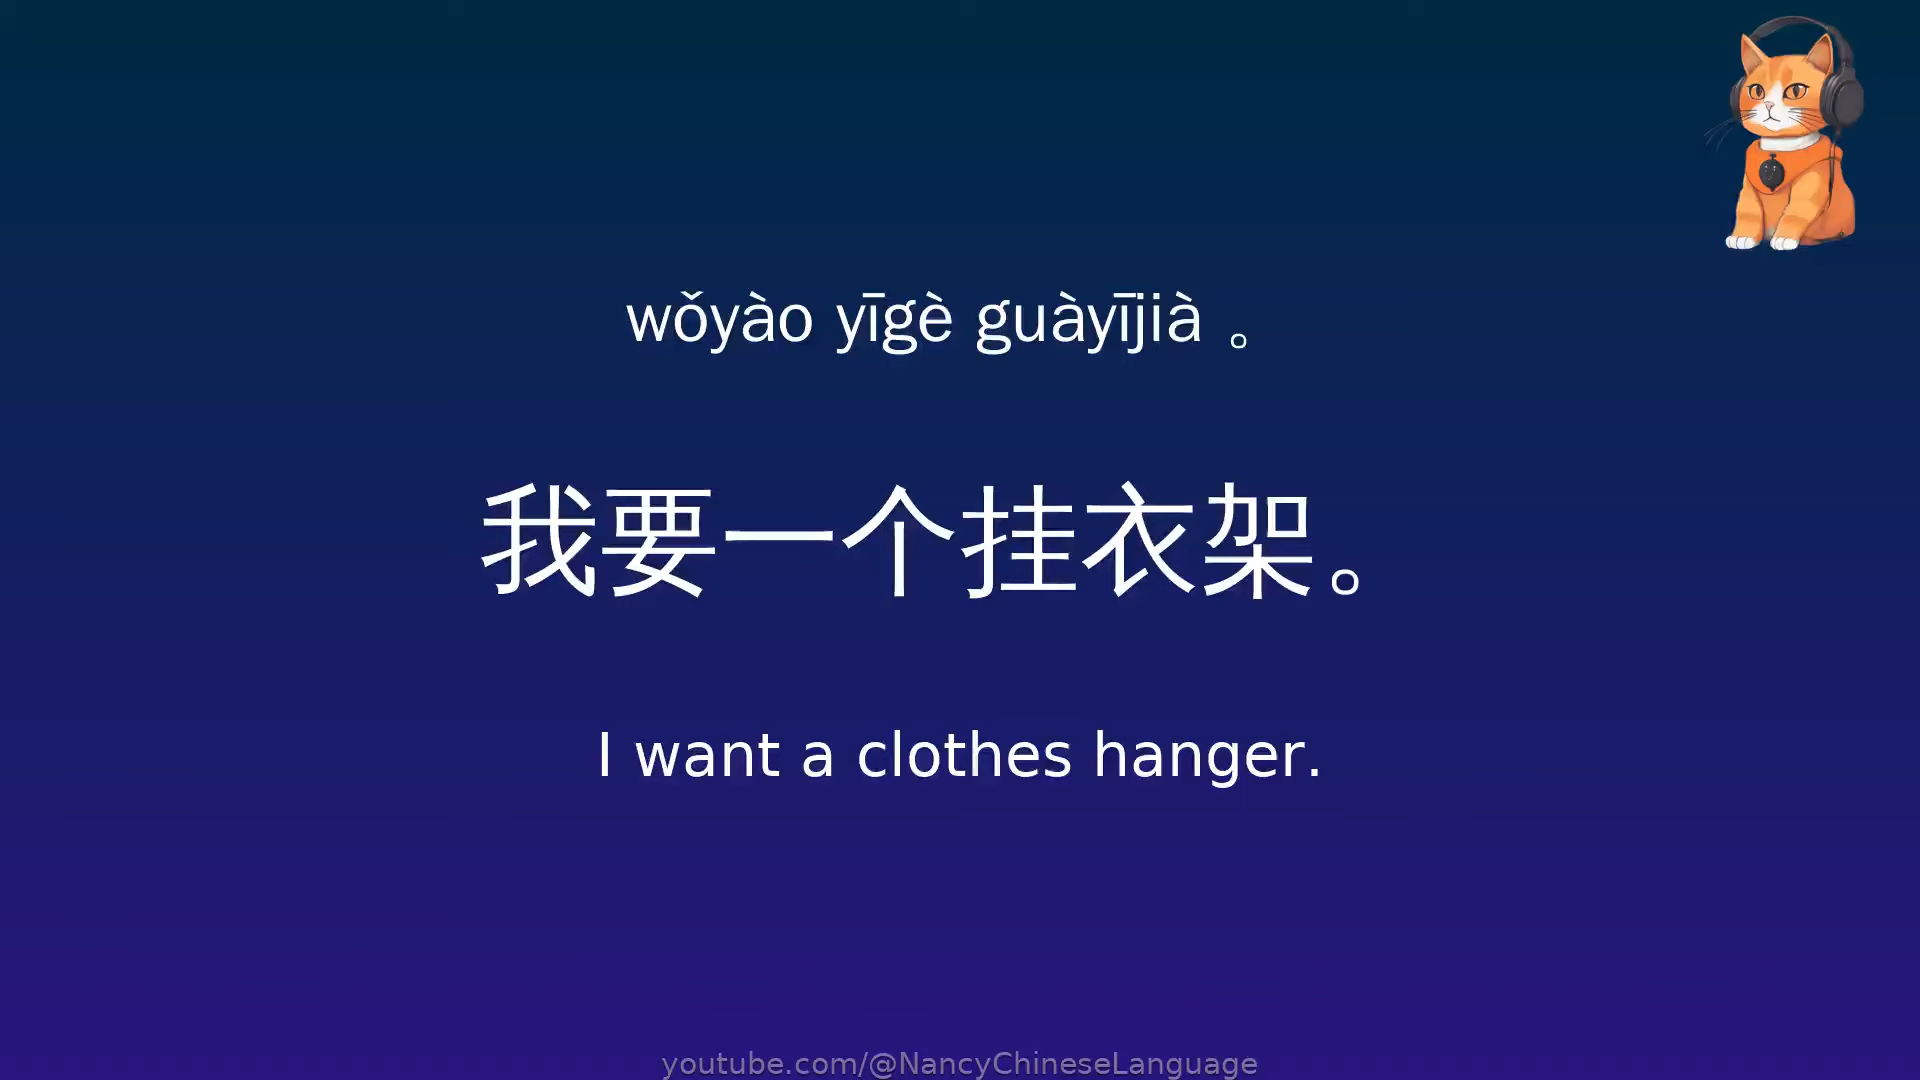 wǒyào yīgè guàyījià 。
我要一个挂衣架。
I want a clothes hanger.
youtube.com/@NancyChineseLanguage